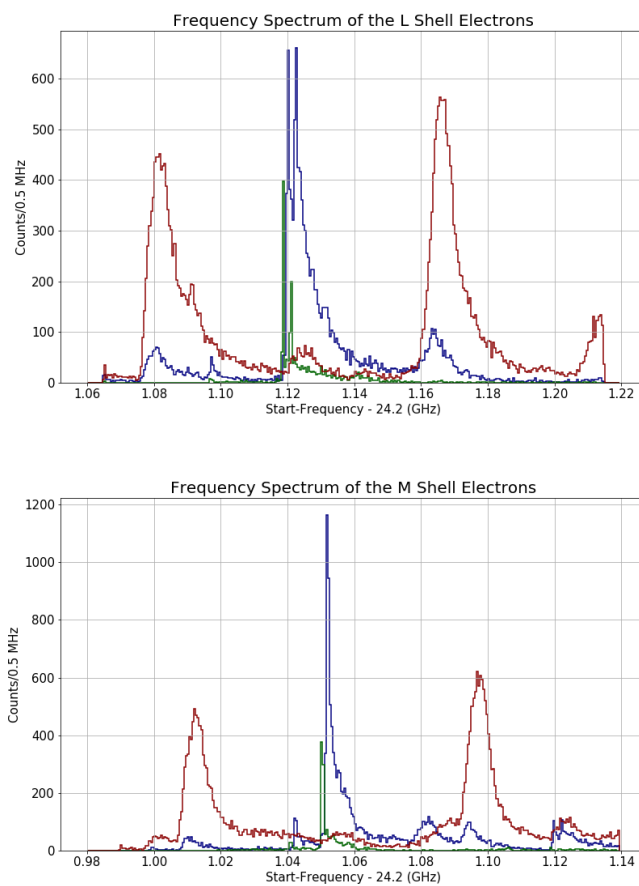 Frequency Spectrum of the L Shell Electrons
600
500
400
300
200
100
0
Counts/0.5 MHz
1.06 1.08 1.10 1.12 1.14 1.16 1.18 1.20 1.22
Start-Frequency - 24.2 (GHz)
Frequency Spectrum of the M Shell Electrons
1200
1000
800
600
400
200
0
Counts/0.5 MHz
0.98 1.00 1.02 1.04 1.06 1.08 1.10 1.12 1.14
Start-Frequency - 24.2 (GHz)